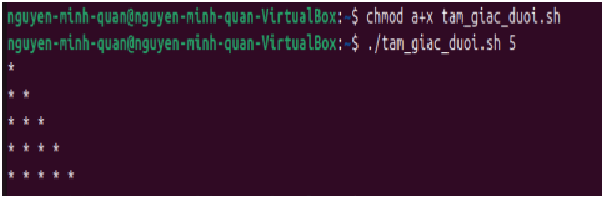 nguyen-minh-quan@nguyen-minh-quan-VirtualBox:~$ chmod a+x tam_giac_duoi.sh
nguyen-minh-quan@nguyen-minh-quan-VirtualBox:~$ ./tam_giac_duoi.sh 5
*
* *
* * *
* * * *
* * * * *